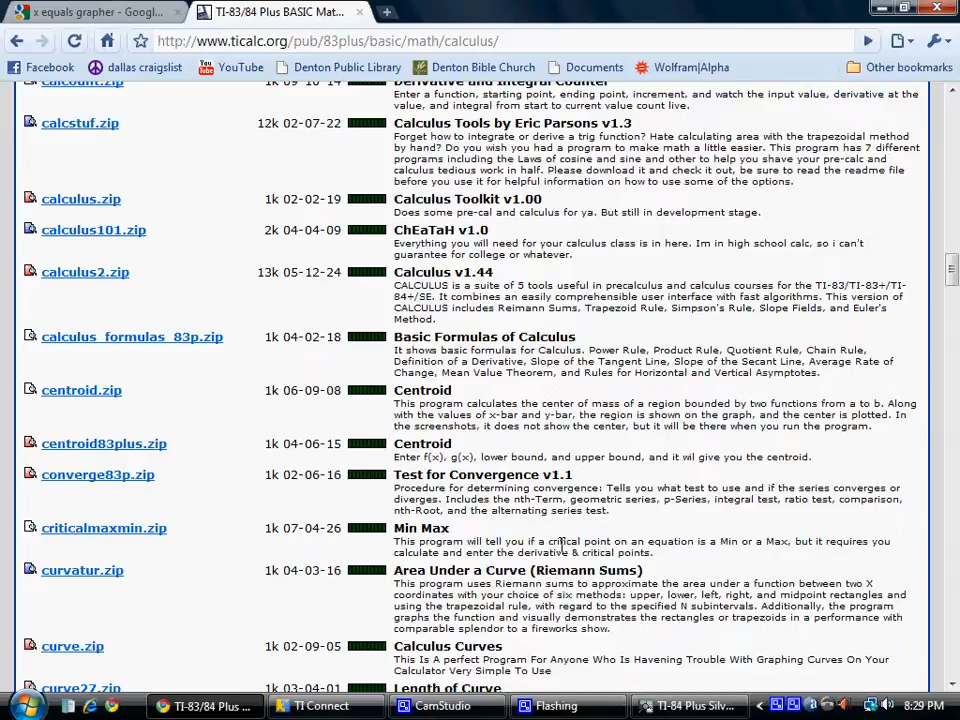 x equals grapher - Googl...
TI-83/84 Plus BASIC Mat...
http://www.ticalc.org/pub/83plus/basic/math/calculus/
Facebook
dallas craigslist
YouTube
Denton Public Library
Denton Bible Church
Documents
Wolfram|Alpha
Other bookmarks
calcount.zip 1k 09-10-14 Derivative and Integral Counter
Enter a function, starting point, ending point, increment, and watch the input value, derivative at the
value, and integral from start to current value count live.
calcstuf.zip 12k 02-07-22 Calculus Tools by Eric Parsons v1.3
Forget how to integrate or derive a trig function? Hate calculating area with the trapezoidal method
by hand? Do you wish you had a program to make math a little easier. This program has 7 different
programs including the Laws of cosine and sine and other to help you shave your pre-calc and
calculus tedious work in half. Please download it and check it out, be sure to read the readme file
before you use it for helpful information on how to use some of the options.
calculus.zip 1k 02-02-19 Calculus Toolkit v1.00
Does some pre-cal and calculus for ya. But still in development stage.
calculus101.zip 2k 04-04-09 ChEaTaH v1.0
Everything you will need for your calculus class is in here. Im in high school calc, so i can't
guarantee for college or whatever.
calculus2.zip 13k 05-12-24 Calculus v1.44
CALCULUS is a suite of 5 tools useful in precalculus and calculus courses for the TI-83/TI-83+/TI-
84+/SE. It combines an easily comprehensible user interface with fast algorithms. This version of
CALCULUS includes Reimann Sums, Trapezoid Rule, Simpson's Rule, Slope Fields, and Euler's
Method.
calculus_formulas_83p.zip 1k 04-02-18 Basic Formulas of Calculus
It shows basic formulas for Calculus. Power Rule, Product Rule, Quotient Rule, Chain Rule,
Definition of a Derivative, Slope of the Tangent Line, Slope of the Secant Line, Average Rate of
Change, Mean Value Theorem, and Rules for Horizontal and Vertical Asymptotes.
centroid.zip 1k 06-09-08 Centroid
This program calculates the center of mass of a region bounded by two functions from a to b. Along
with the values of x-bar and y-bar, the region is shown on the graph, and the center is plotted. In
the screenshots, it does not show the center, but it will be there when you run the program.
centroid83plus.zip 1k 04-06-15 Centroid
Enter f(x), g(x), lower bound, and upper bound, and it wil give you the centroid.
converge83p.zip 1k 02-06-16 Test for Convergence v1.1
Procedure for determining convergence: Tells you what test to use and if the series converges or
diverges. Includes the nth-Term, geometric series, p-Series, integral test, ratio test, comparison,
nth-Root, and the alternating series test.
criticalmaxmin.zip 1k 07-04-26 Min Max
This program will tell you if a critical point on an equation is a Min or a Max, but it requires you
calculate and enter the derivative & critical points.
curvatur.zip 1k 04-03-16 Area Under a Curve (Riemann Sums)
This program uses Riemann sums to approximate the area under a function between two X
coordinates with your choice of six methods: upper, lower, left, right, and midpoint rectangles and
using the trapezoidal rule, with regard to the specified N subintervals. Additionally, the program
graphs the function and visually demonstrates the rectangles or trapezoids in a performance with
comparable splendor to a fireworks show.
curve.zip 1k 02-09-05 Calculus Curves
This Is A perfect Program For Anyone Who Is Havening Trouble With Graphing Curves On Your
Calculator Very Simple To Use
curve27.zip 1k 03-04-01 Length of Curve
TI-83/84 Plus ...
TI Connect
CamStudio
Flashing
TI-84 Plus Silv...
8:29 PM